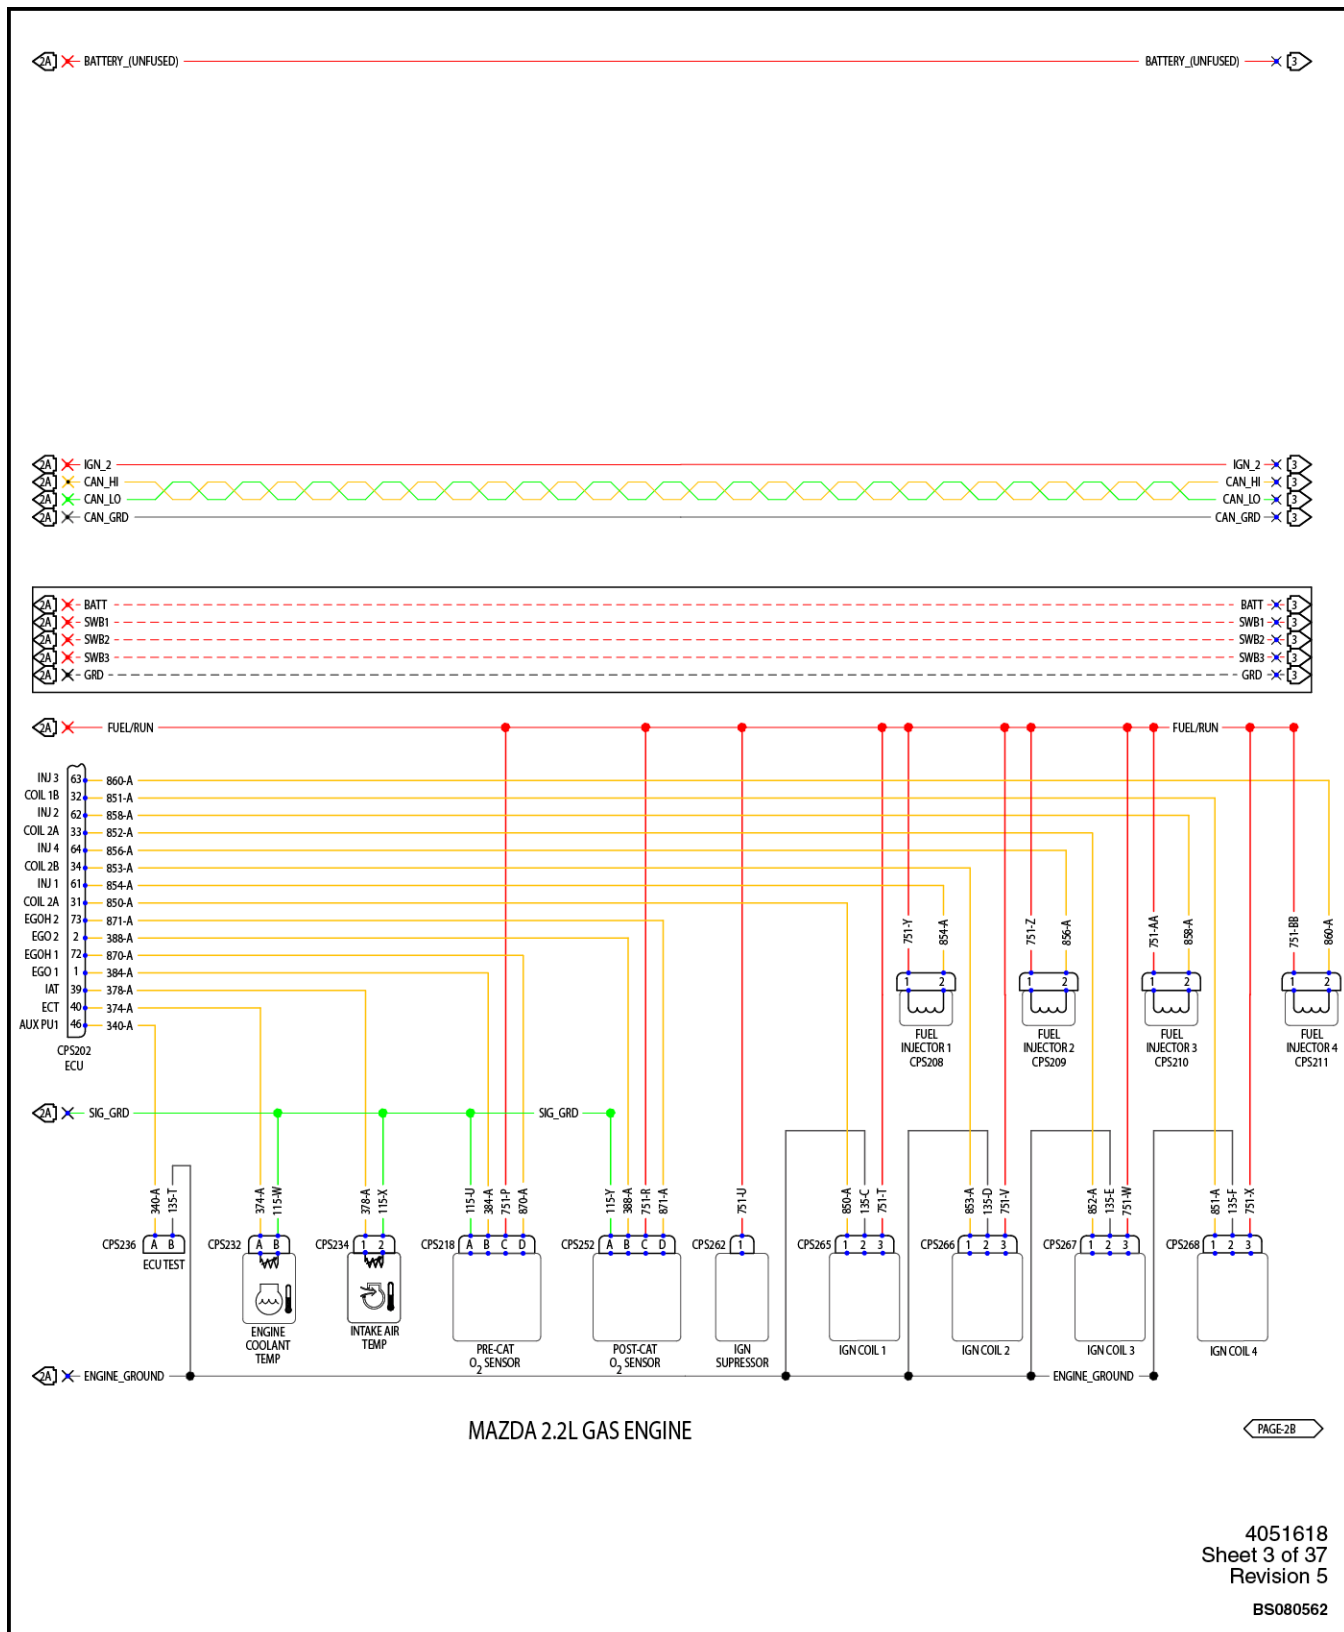 2A BATTERY_(UNFUSED) BATTERY_(UNFUSED) 3
2A IGN_2 IGN_2 3
2A CAN_HI CAN_HI 3
2A CAN_LO CAN_LO 3
2A CAN_GRD CAN_GRD 3
2A BATT BATT 3
2A SWB1 SWB1 3
2A SWB2 SWB2 3
2A SWB3 SWB3 3
2A GRD GRD 3
2A FUEL/RUN FUEL/RUN
INJ 3 63 860-A
COIL 1B 32 851-A
INJ 2 62 858-A
COIL 2A 33 852-A
INJ 4 64 856-A
COIL 2B 34 853-A
INJ 1 61 854-A
COIL 2A 31 850-A
EGOH 2 73 871-A
EGO 2 2 388-A
EGOH 1 72 870-A
EGO 1 1 384-A
IAT 39 378-A
ECT 40 374-A
AUX PU1 46 340-A
CPS202
ECU
751-Y 854-A 751-Z 856-A 751-AA 858-A 751-BB 860-A
1 2 1 2 1 2 1 2
FUEL
INJECTOR 1
CPS208
FUEL
INJECTOR 2
CPS209
FUEL
INJECTOR 3
CPS210
FUEL
INJECTOR 4
CPS211
2A SIG_GRD SIG_GRD
340-A 135-T 374-A 115-W 378-A 115-X 115-U 384-A 751-P 870-A 115-Y 388-A 751-R 871-A 751-U 850-A 135-C 751-T 853-A 135-D 751-V 852-A 135-E 751-W 851-A 135-F 751-X
CPS236 A B CPS232 A B CPS234 1 2 CPS218 A B C D CPS252 A B C D CPS262 1 CPS265 1 2 3 CPS266 1 2 3 CPS267 1 2 3 CPS268 1 2 3
ECU TEST
ENGINE
COOLANT
TEMP
INTAKE AIR
TEMP
PRE-CAT
O2 SENSOR
POST-CAT
O2 SENSOR
IGN
SUPRESSOR
IGN COIL 1
IGN COIL 2
IGN COIL 3
IGN COIL 4
2A ENGINE_GROUND ENGINE_GROUND
MAZDA 2.2L GAS ENGINE
PAGE-2B
4051618
Sheet 3 of 37
Revision 5
BS080562